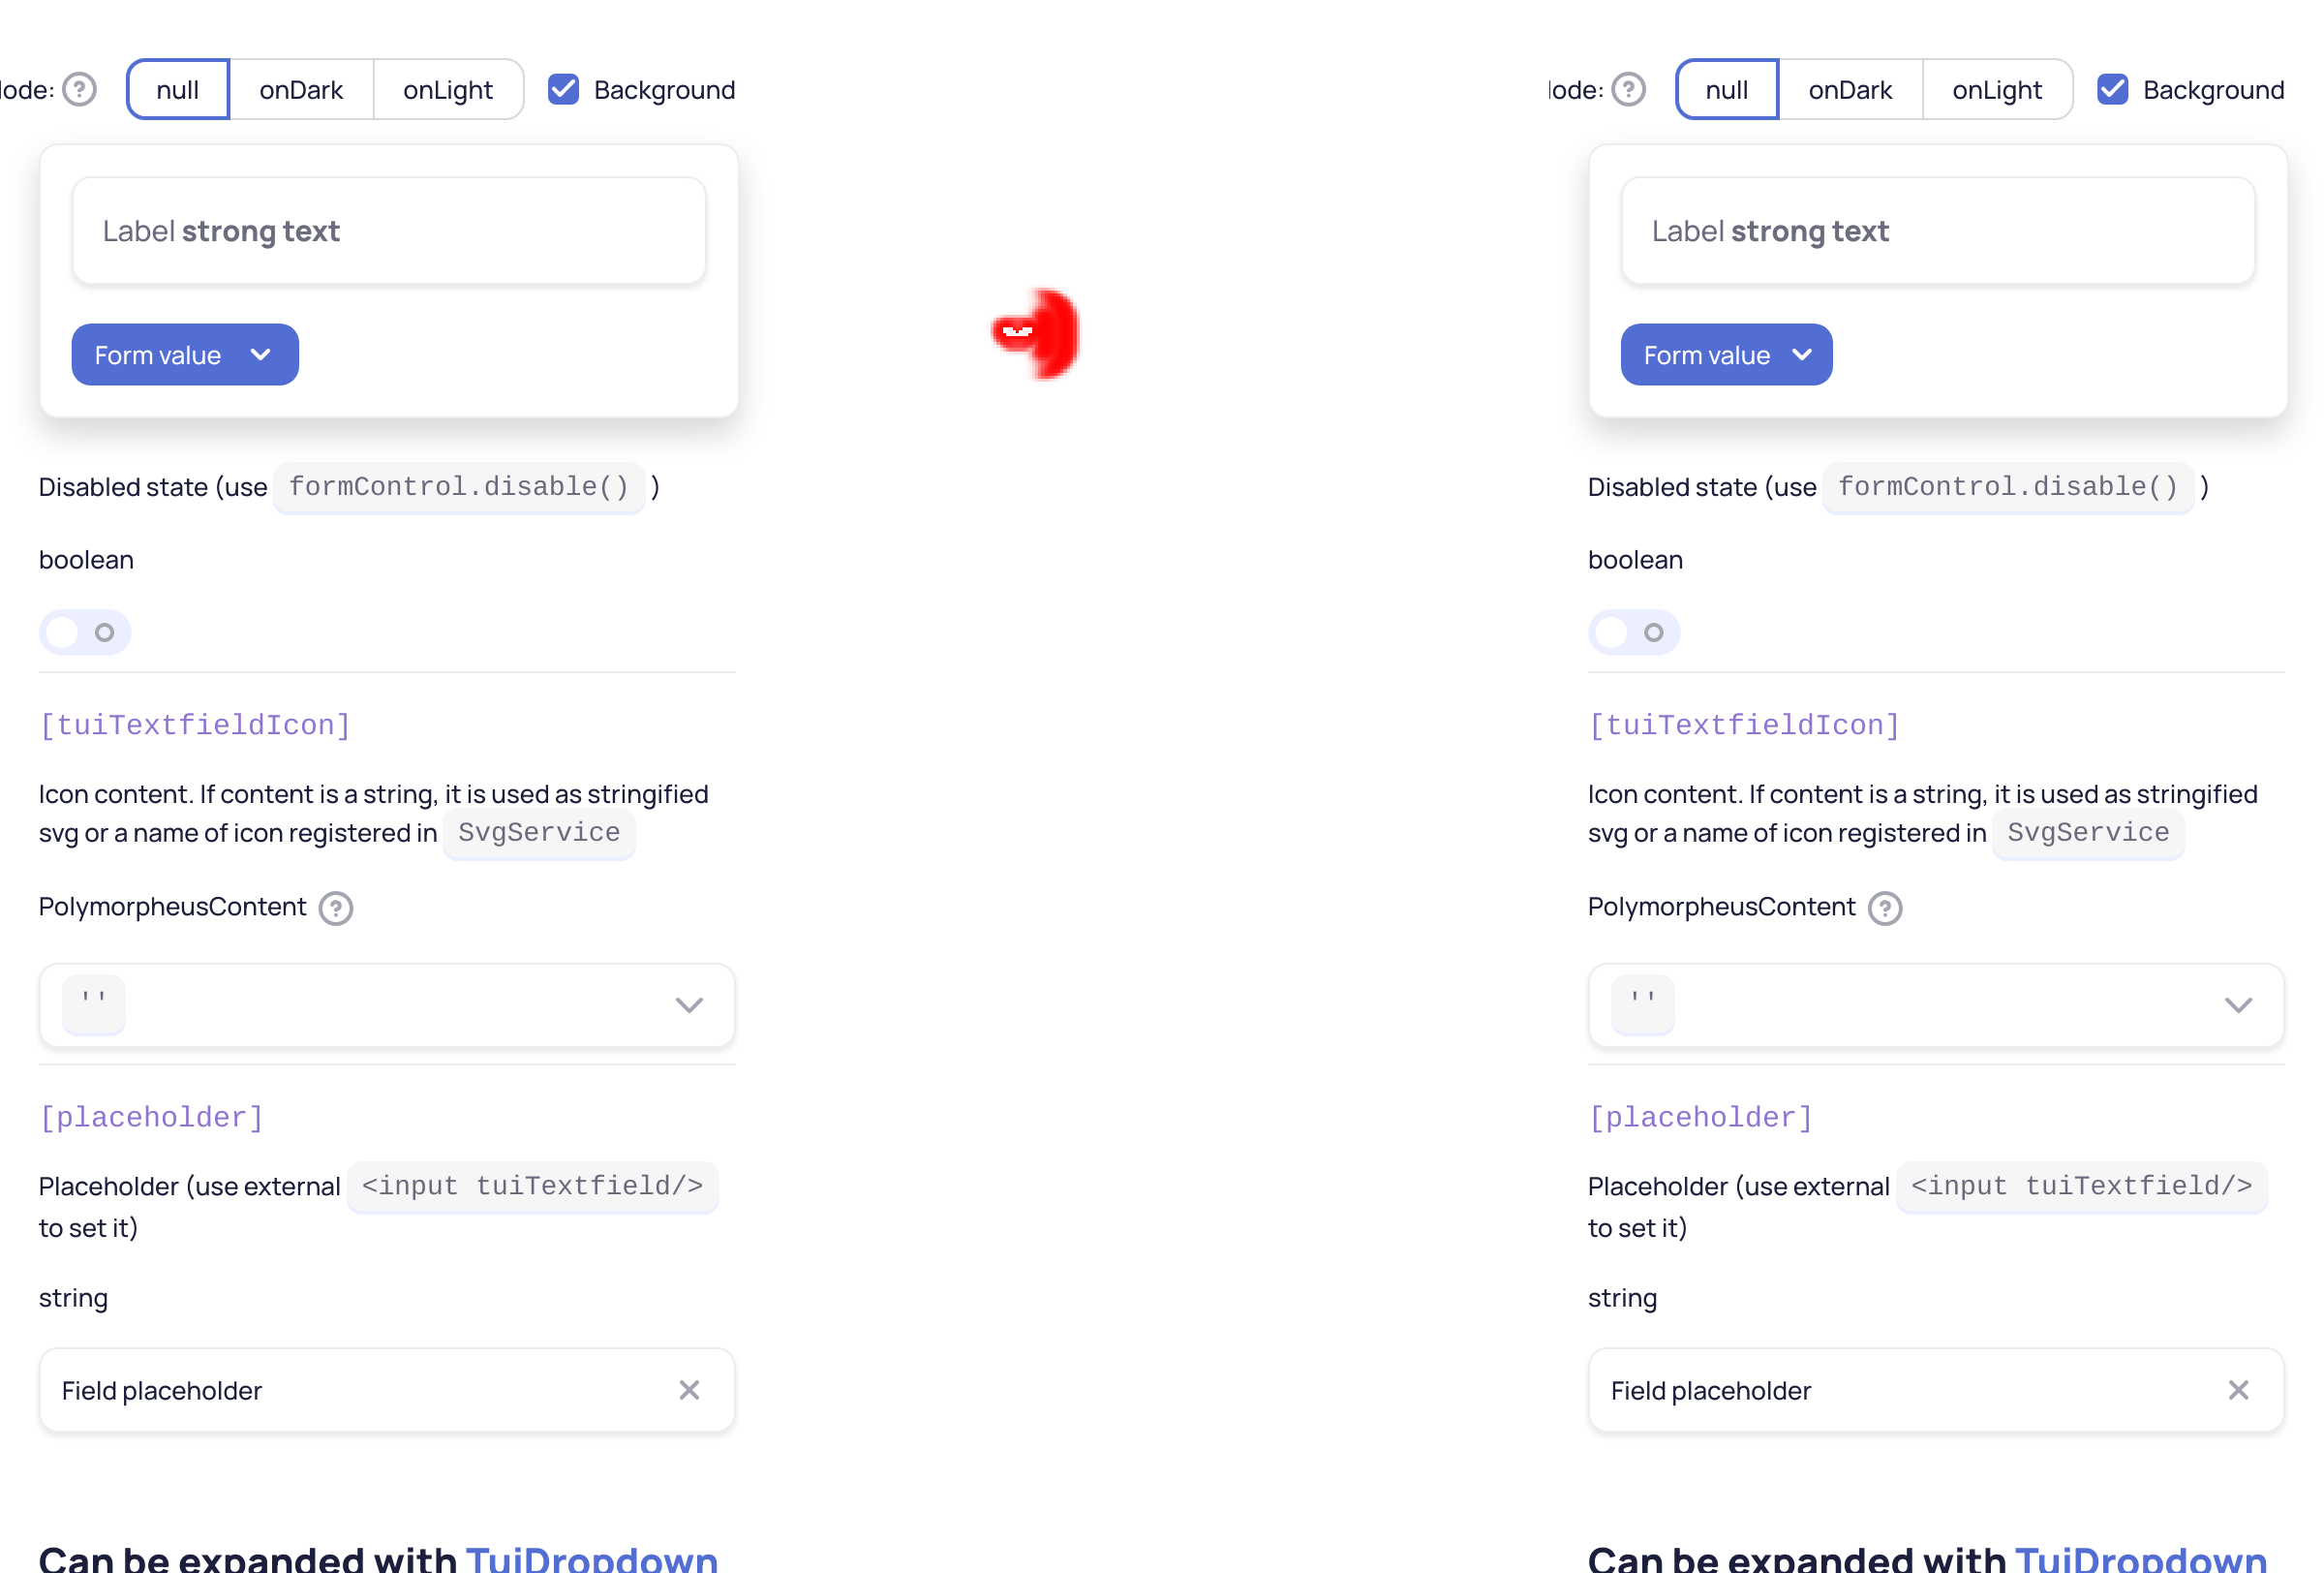 lode:
null
onDark
onLight
Background
Label strong text
Form value
Disabled state (use formControl.disable() )
boolean
[tuiTextfieldIcon]
Icon content. If content is a string, it is used as stringified
svg or a name of icon registered in SvgService
PolymorpheusContent
''
[placeholder]
Placeholder (use external <input tuiTextfield/>
to set it)
string
Field placeholder
Can be expanded with TuiDropdown
lode:
null
onDark
onLight
Background
Label strong text
Form value
Disabled state (use formControl.disable() )
boolean
[tuiTextfieldIcon]
Icon content. If content is a string, it is used as stringified
svg or a name of icon registered in SvgService
PolymorpheusContent
''
[placeholder]
Placeholder (use external <input tuiTextfield/>
to set it)
string
Field placeholder
Can be expanded with TuiDropdown